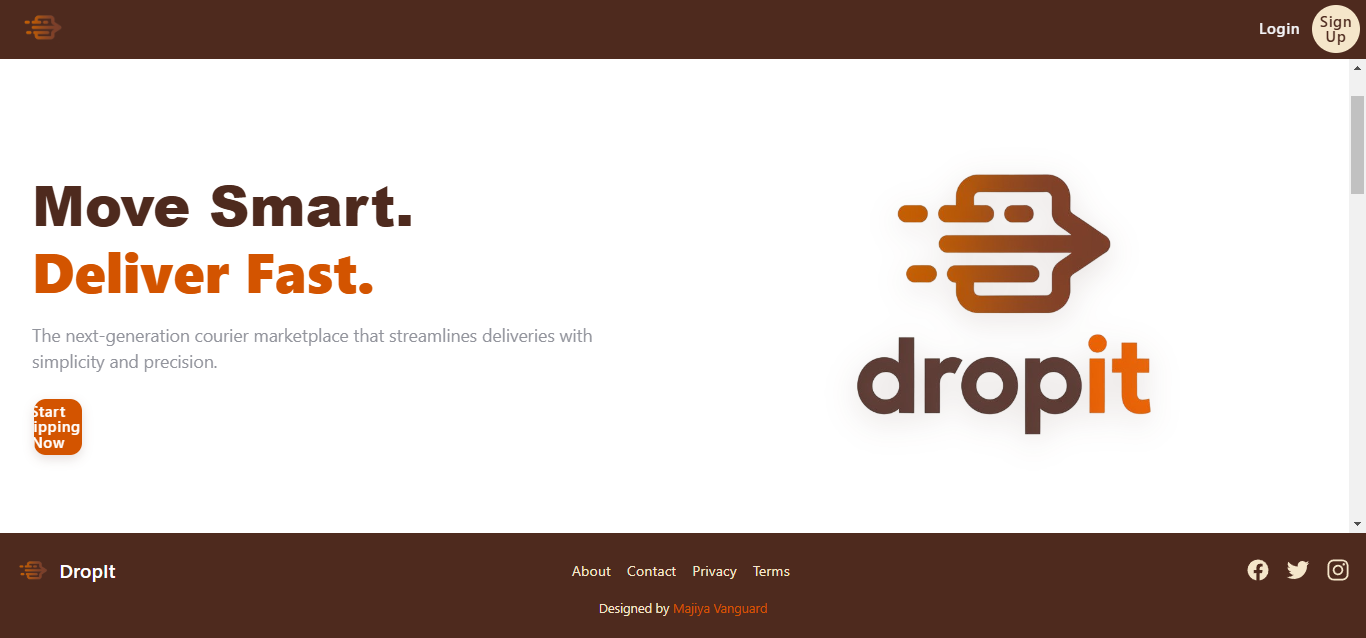 Login
Sign
Up
Move Smart.
Deliver Fast.
The next-generation courier marketplace that streamlines deliveries with
simplicity and precision.
Start
ipping
Now
dropit
DropIt
About Contact Privacy Terms
Designed by Majiya Vanguard